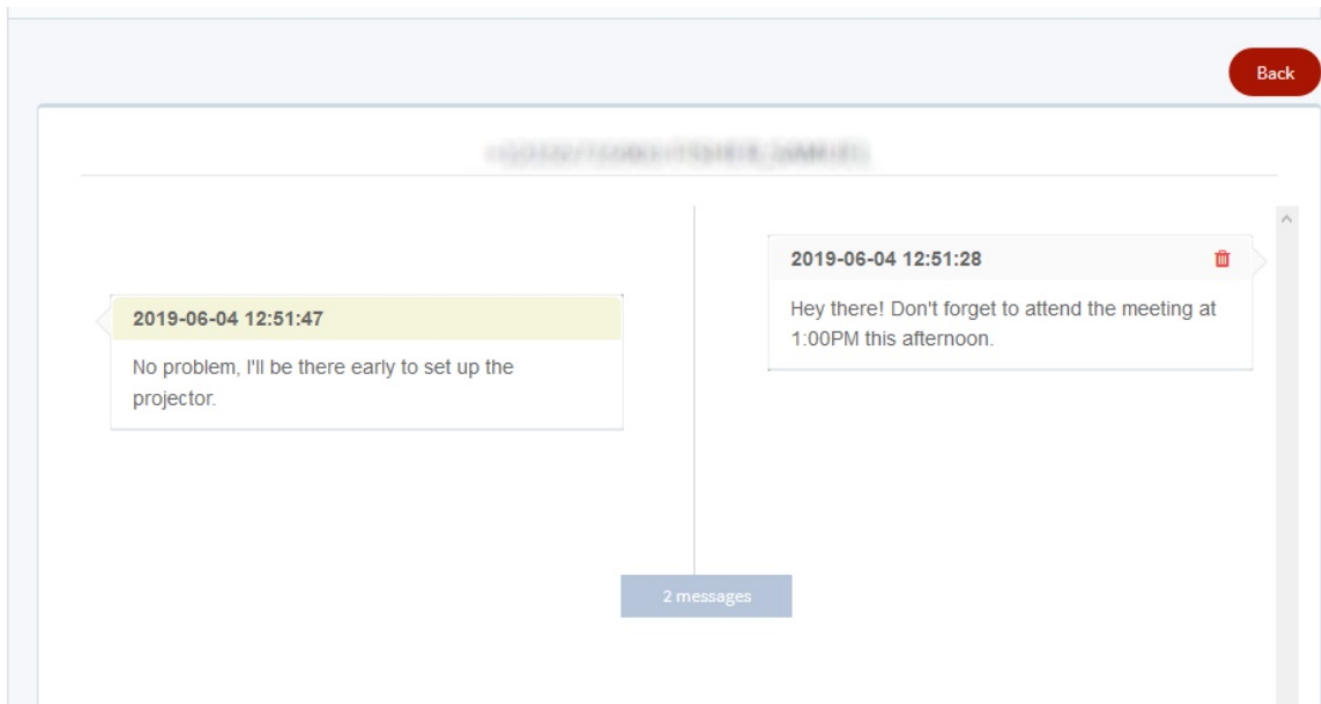 Back
2019-06-04 12:51:28
Hey there! Don't forget to attend the meeting at
1:00PM this afternoon.
2019-06-04 12:51:47
No problem, I'll be there early to set up the
projector.
2 messages